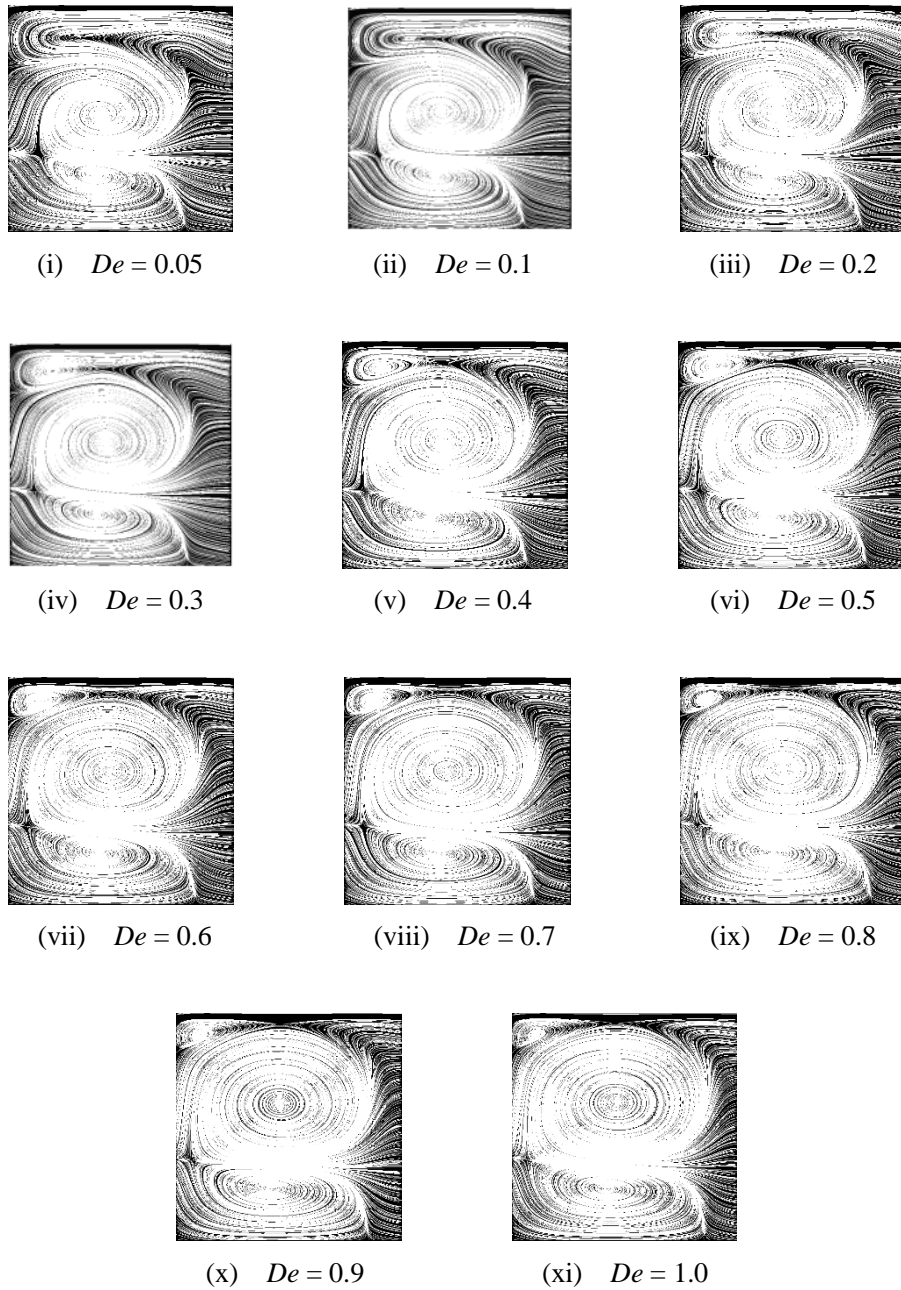 (i) De = 0.05
(ii) De = 0.1
(iii) De = 0.2
(iv) De = 0.3
(v) De = 0.4
(vi) De = 0.5
(vii) De = 0.6
(viii) De = 0.7
(ix) De = 0.8
(x) De = 0.9
(xi) De = 1.0